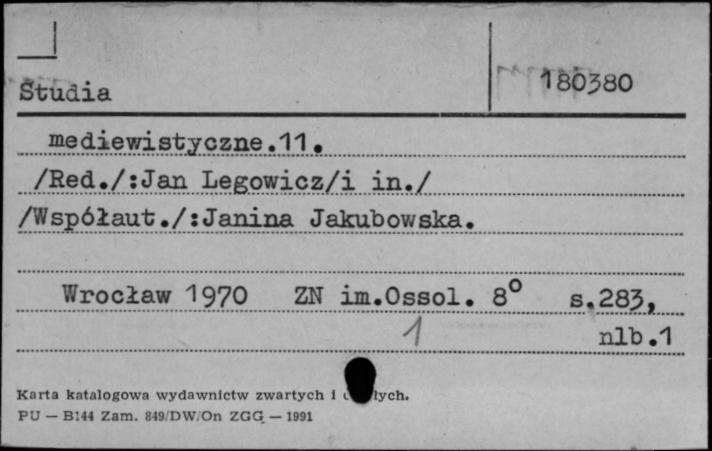 180380
Studia
mediewistyczne.11.
/Red./:Jan Legowicz/i in./
/Współaut./:Janina Jakubowska.
Wrocław 1970 ZN im.Ossol. 8° s.283,
1 nlb.1
Karta katalogowa wydawnictw zwartych i
PU — B144 Zam. 849/DW/On ZGG — 1991